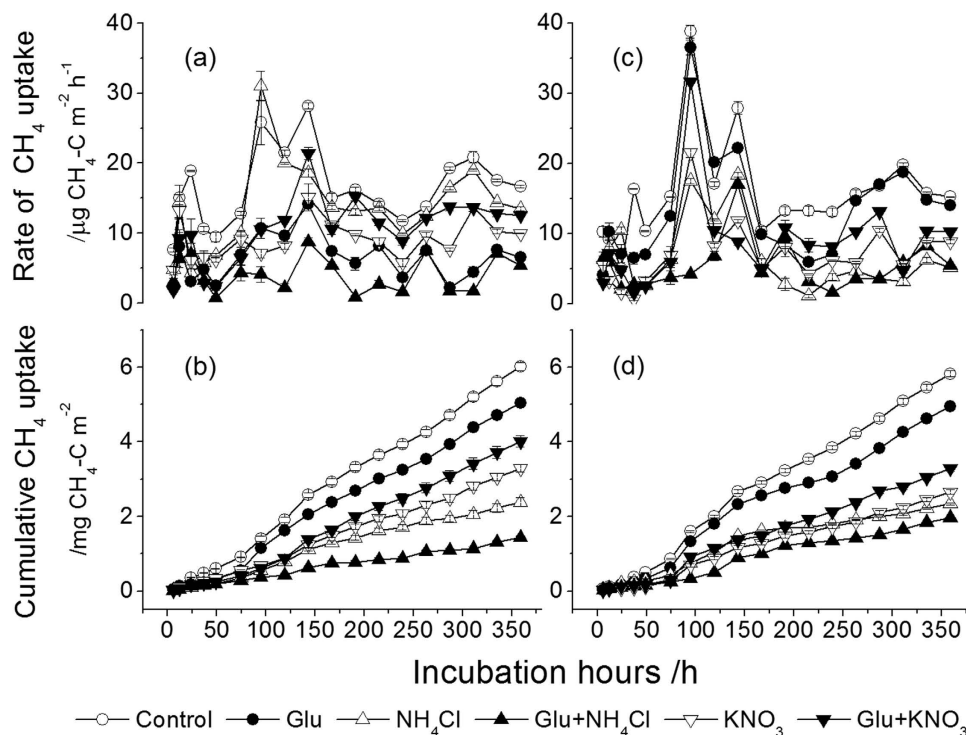 Rate of CH₄ uptake
/μg CH₄-C m⁻² h⁻¹
40
30
20
10
0
(a)
(c)
Cumulative CH₄ uptake
/mg CH₄-C m⁻²
6
4
2
0
(b)
(d)
0 50 100 150 200 250 300 350
0 50 100 150 200 250 300 350
Incubation hours /h
Control Glu NH₄Cl Glu+NH₄Cl KNO₃ Glu+KNO₃